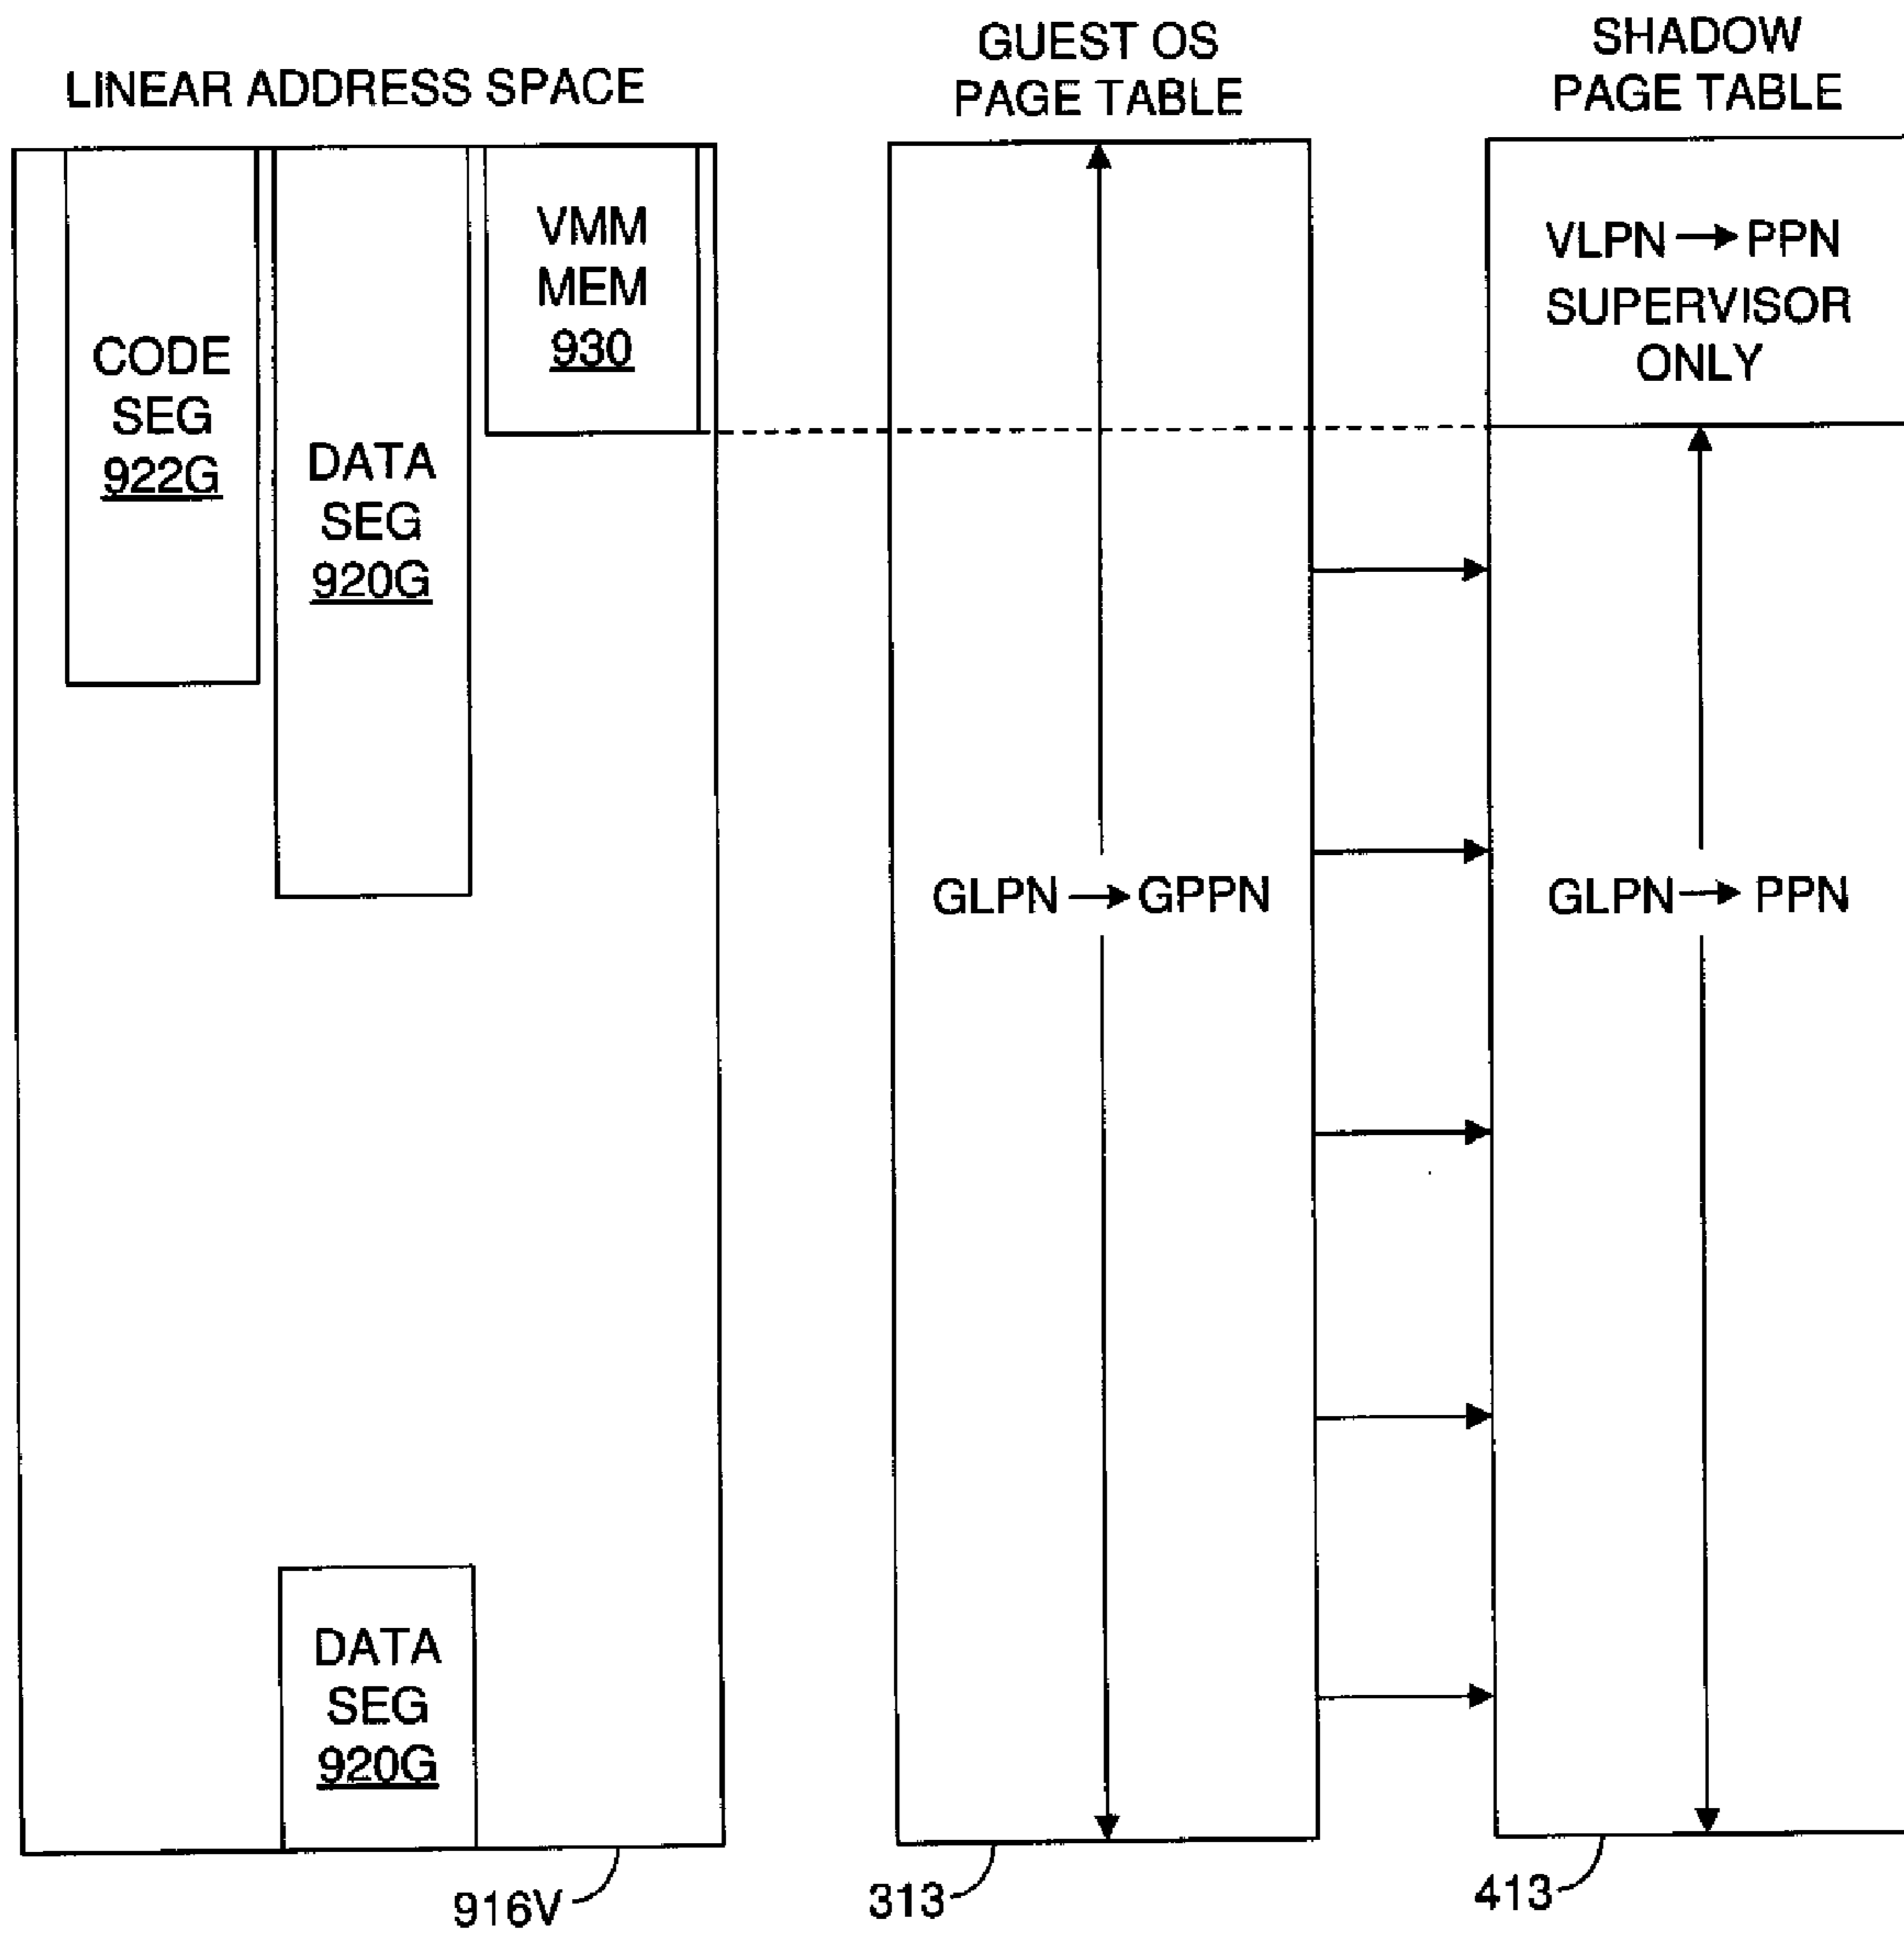 LINEAR ADDRESS SPACE
GUEST OS
PAGE TABLE
SHADOW
PAGE TABLE
CODE
SEG
922G
DATA
SEG
920G
VMM
MEM
930
VLPN → PPN
SUPERVISOR
ONLY
GLPN → GPPN
GLPN → PPN
DATA
SEG
920G
916V
313
413